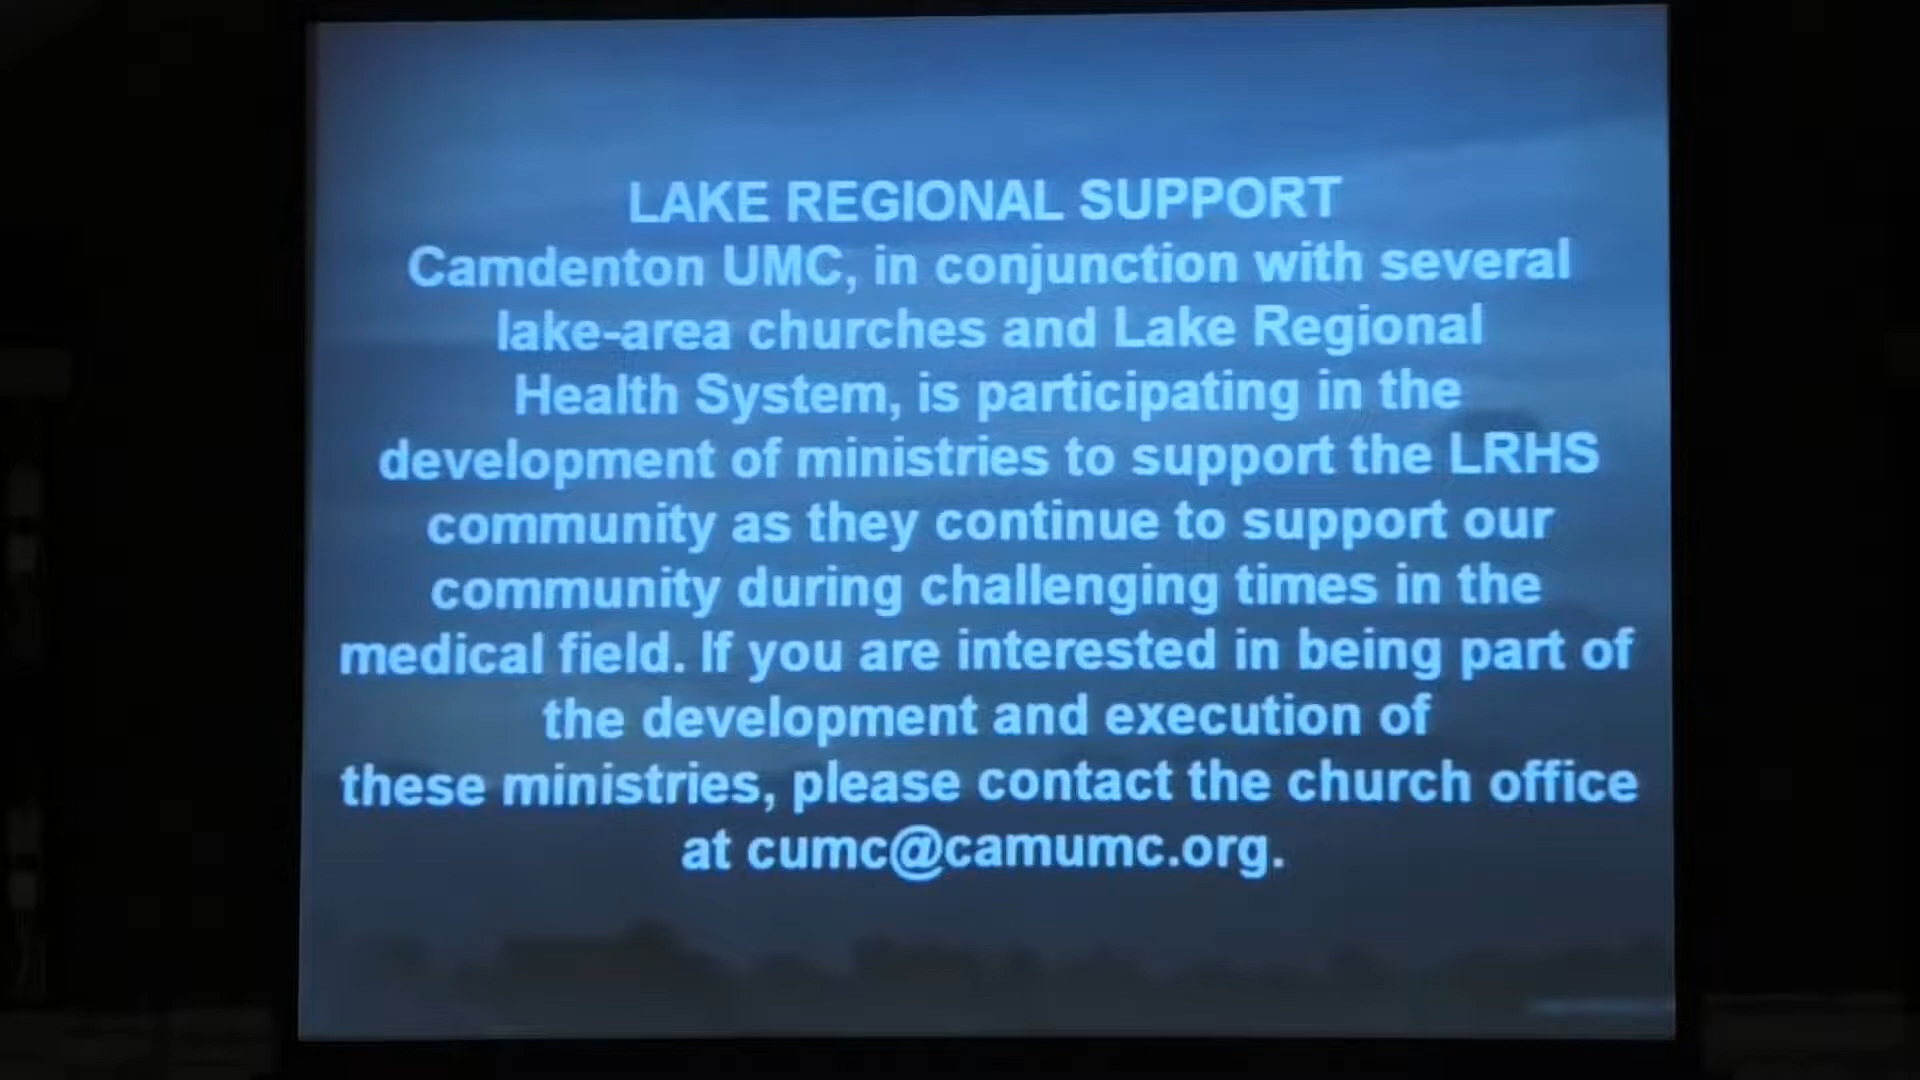 LAKE REGIONAL SUPPORT
Camdenton UMC, in conjunction with several
lake-area churches and Lake Regional
Health System, is participating in the
development of ministries to support the LRHS
community as they continue to support our
community during challenging times in the
medical field. If you are interested in being part of
the development and execution of
these ministries, please contact the church office
at cumc@camumc.org.